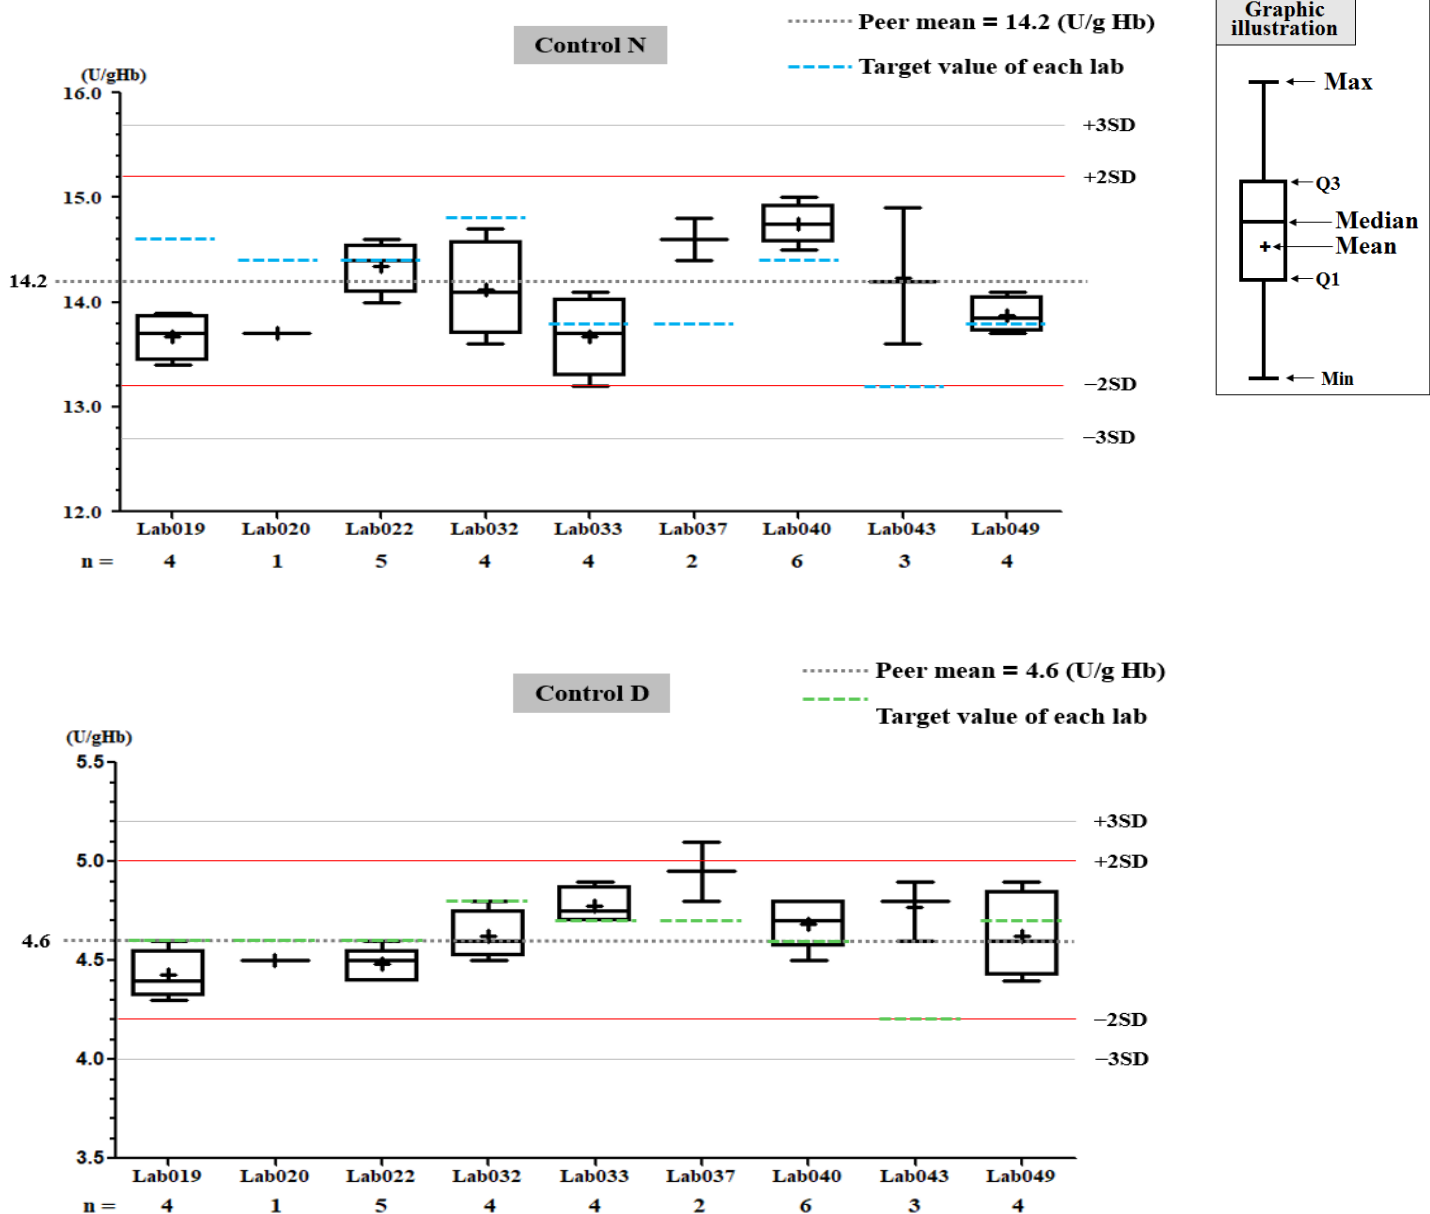 Control N
Peer mean = 14.2 (U/g Hb)
Target value of each lab
(U/gHb)
16.0
15.0
14.2
14.0
13.0
12.0
+3SD
+2SD
−2SD
−3SD
Lab019 Lab020 Lab022 Lab032 Lab033 Lab037 Lab040 Lab043 Lab049
n = 4 1 5 4 4 2 6 3 4
Graphic
illustration
Max
Q3
Median
Mean
Q1
Min
Control D
Peer mean = 4.6 (U/g Hb)
Target value of each lab
(U/gHb)
5.5
5.0
4.6
4.5
4.0
3.5
+3SD
+2SD
−2SD
−3SD
Lab019 Lab020 Lab022 Lab032 Lab033 Lab037 Lab040 Lab043 Lab049
n = 4 1 5 4 4 2 6 3 4